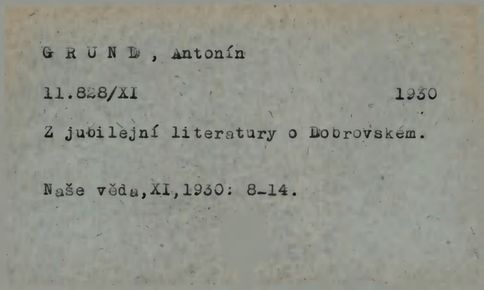 G R U N D , Antonín
11.828/XI 1930
Z jubilejní literatury o Dobrovském.
Naše věda,XI,1930: 8-14.